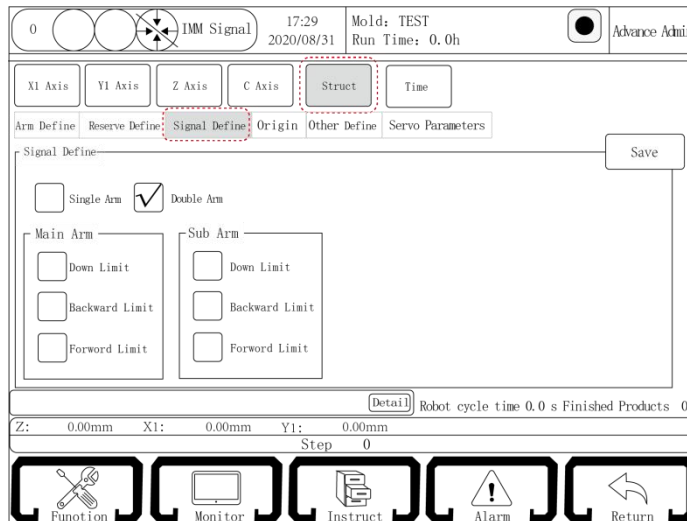 0 IMM Signal 17:29 2020/08/31 Mold: TEST Run Time: 0.0h Advance Admi
X1 Axis Y1 Axis Z Axis C Axis Struct Time
Arm Define Reserve Define Signal Define Origin Other Define Servo Parameters
Signal Define
Save
Single Arm Double Arm
Main Arm Sub Arm
Down Limit Down Limit
Backward Limit Backward Limit
Forword Limit Forword Limit
Detail Robot cycle time 0.0 s Finished Products 0
Z: 0.00mm X1: 0.00mm Y1: 0.00mm
Step 0
Funotion Monitor Instruct Alarm Return